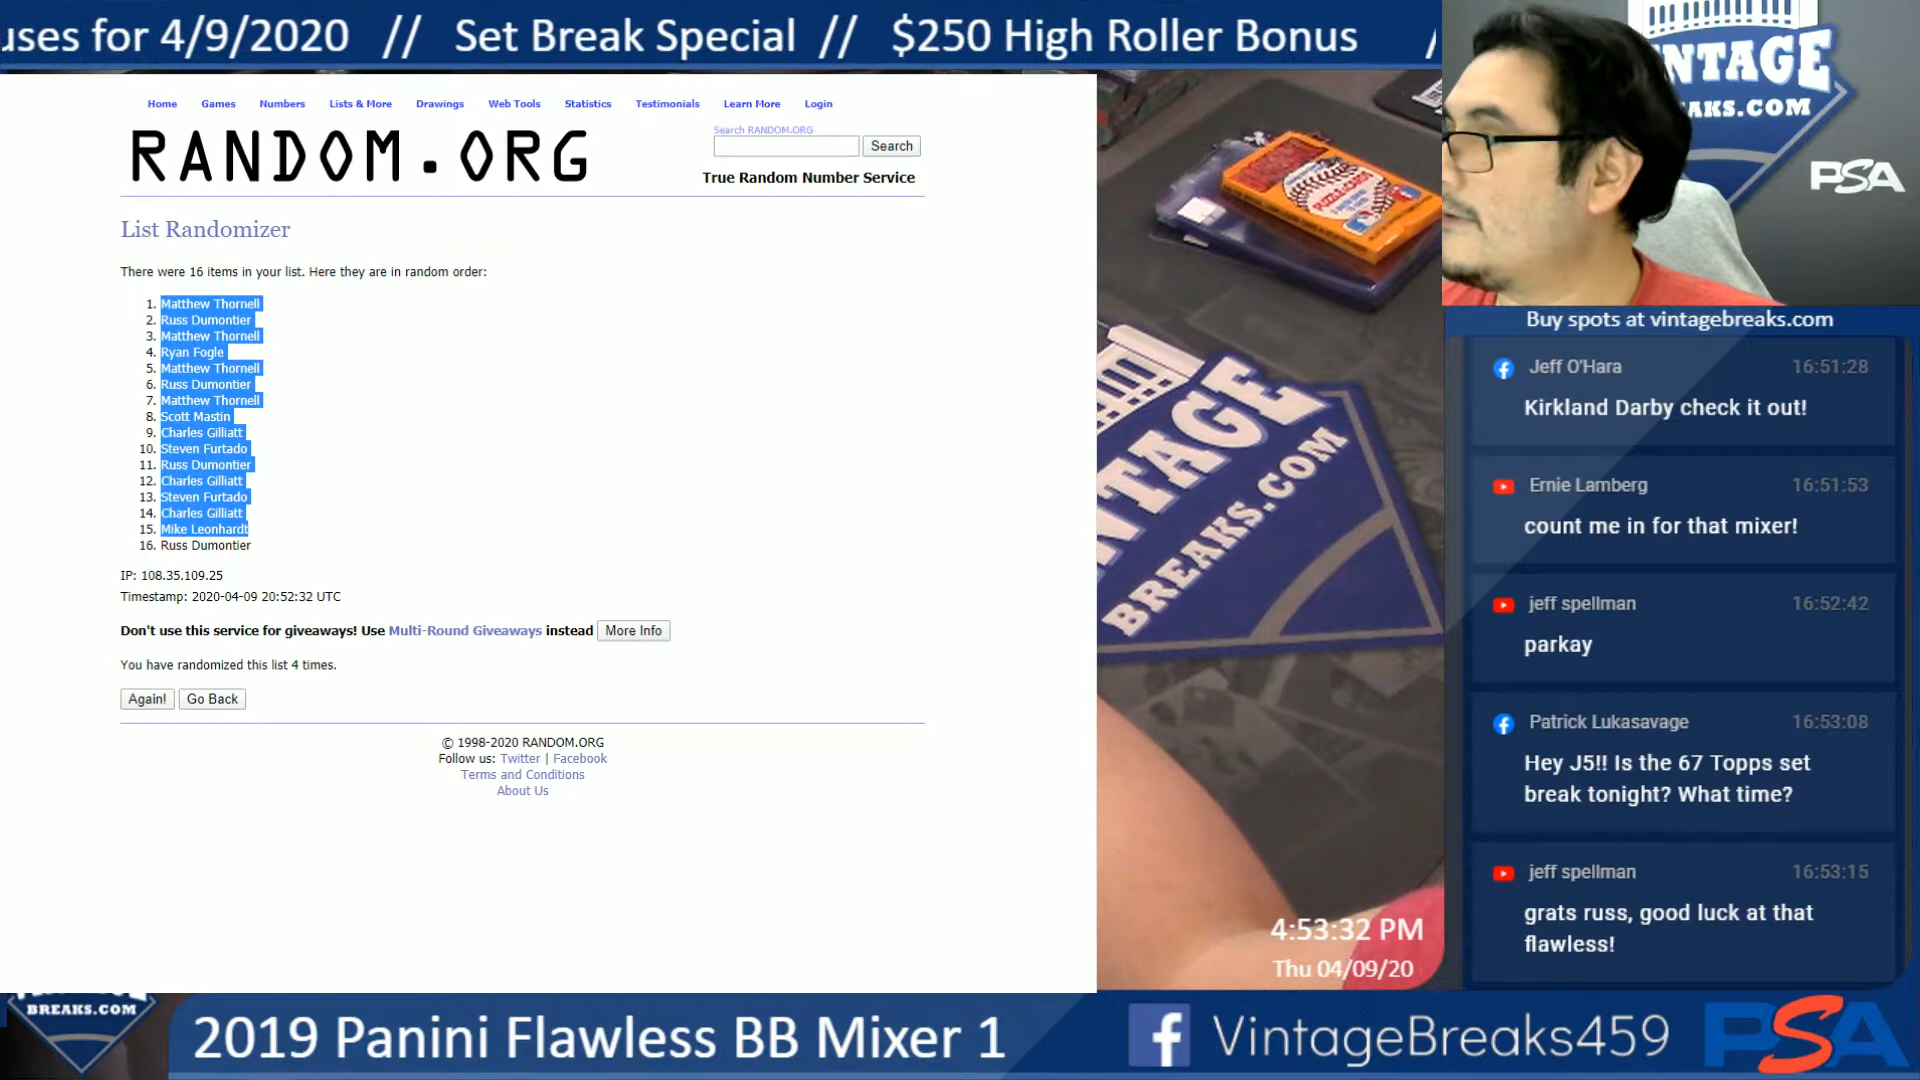 uses for 4/9/2020 // Set Break Special // $250 High Roller Bonus /
Home Games Numbers Lists & More Drawings Web Tools Statistics Testimonials Learn More Login
RANDOM.ORG
Search RANDOM.ORG
Search
True Random Number Service
List Randomizer
There were 16 items in your list. Here they are in random order:
1. Matthew Thornell
2. Russ Dumontier
3. Matthew Thornell
4. Ryan Fogle
5. Matthew Thornell
6. Russ Dumontier
7. Matthew Thornell
8. Scott Mastin
9. Charles Gilliatt
10. Steven Furtado
11. Russ Dumontier
12. Charles Gilliatt
13. Steven Furtado
14. Charles Gilliatt
15. Mike Leonhardt
16. Russ Dumontier
IP: 108.35.109.25
Timestamp: 2020-04-09 20:52:32 UTC
Don't use this service for giveaways! Use Multi-Round Giveaways instead More Info
You have randomized this list 4 times.
Again! Go Back
© 1998-2020 RANDOM.ORG
Follow us: Twitter | Facebook
Terms and Conditions
About Us
PUZZLE AND CARDS
NTAGE
BREAKS.COM
4:53:32 PM
Thu 04/09/20
NTAGE
AKS.COM
PSA
Buy spots at vintagebreaks.com
Jeff O'Hara 16:51:28
Kirkland Darby check it out!
Ernie Lamberg 16:51:53
count me in for that mixer!
jeff spellman 16:52:42
parkay
Patrick Lukasavage 16:53:08
Hey J5!! Is the 67 Topps set
break tonight? What time?
jeff spellman 16:53:15
grats russ, good luck at that
flawless!
BREAKS.COM
2019 Panini Flawless BB Mixer 1
f VintageBreaks459
PSA